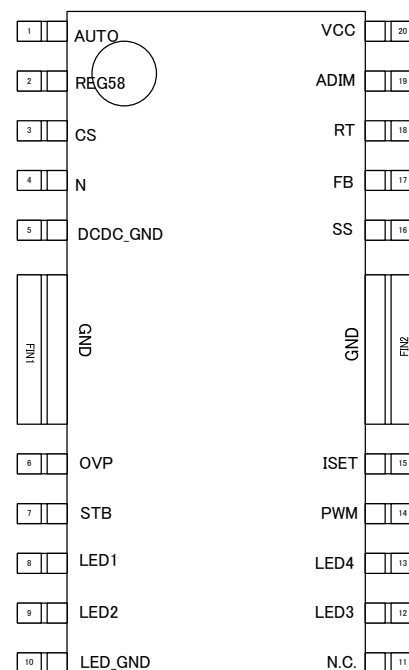 1 AUTO VCC 20
2 REG58 ADIM 19
3 CS RT 18
4 N FB 17
5 DCDC_GND SS 16
FIN1 GND GND FIN2
6 OVP ISET 15
7 STB PWM 14
8 LED1 LED4 13
9 LED2 LED3 12
10 LED_GND N.C. 11